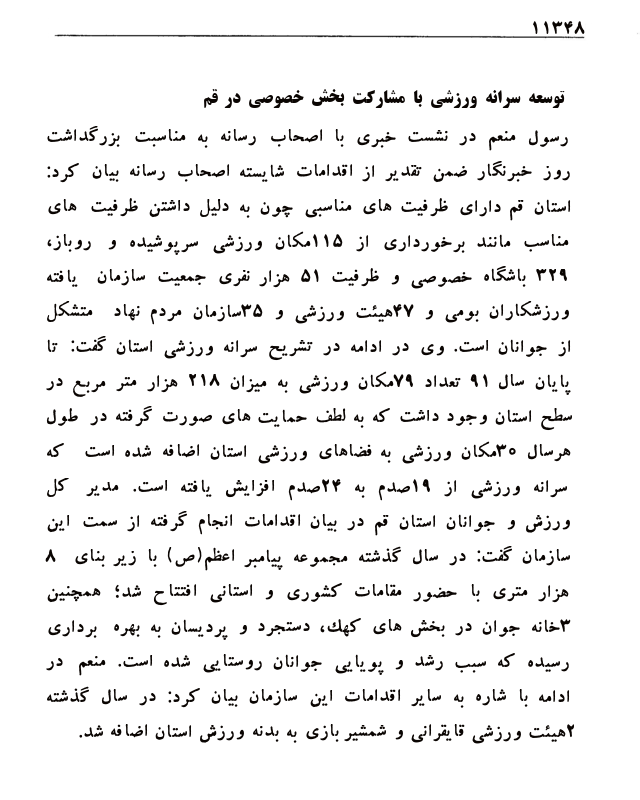 ۱۱۳۴۸
توسعه سرانه ورزشی با مشارکت بخش خصوصی در قم
رسول منعم در نشست خبری با اصحاب رسانه به مناسبت بزرگداشت
روز خبرنگار ضمن تقدیر از اقدامات شایسته اصحاب رسانه بیان کرد:
استان قم دارای ظرفیت های مناسبی چون به دلیل داشتن ظرفیت های
مناسب مانند برخورداری از ۱۱۵مکان ورزشی سرپوشیده و روباز،
۳۲۹ باشگاه خصوصی و ظرفیت ۵۱ هزار نفری جمعیت سازمان یافته
ورزشکاران بومی و ۴۷هیئت ورزشی و ۳۵سازمان مردم نهاد متشکل
از جوانان است. وی در ادامه در تشریح سرانه ورزشی استان گفت: تا
پایان سال ۹۱ تعداد ۷۹مکان ورزشی به میزان ۲۱۸ هزار متر مربع در
سطح استان وجود داشت که به لطف حمایت های صورت گرفته در طول
هرسال ۳۰مکان ورزشی به فضاهای ورزشی استان اضافه شده است که
سرانه ورزشی از ۱۹صدم به ۲۴صدم افزایش یافته است. مدیر کل
ورزش و جوانان استان قم در بیان اقدامات انجام گرفته از سمت این
سازمان گفت: در سال گذشته مجموعه پیامبر اعظم(ص) با زیر بنای ۸
هزار متری با حضور مقامات کشوری و استانی افتتاح شد؛ همچنین
۳خانه جوان در بخش های کهك، دستجرد و پردیسان به بهره برداری
رسیده که سبب رشد و پویایی جوانان روستایی شده است. منعم در
ادامه با شاره به سایر اقدامات این سازمان بیان کرد: در سال گذشته
۲هیئت ورزشی قایقرانی و شمشیر بازی به بدنه ورزش استان اضافه شد.